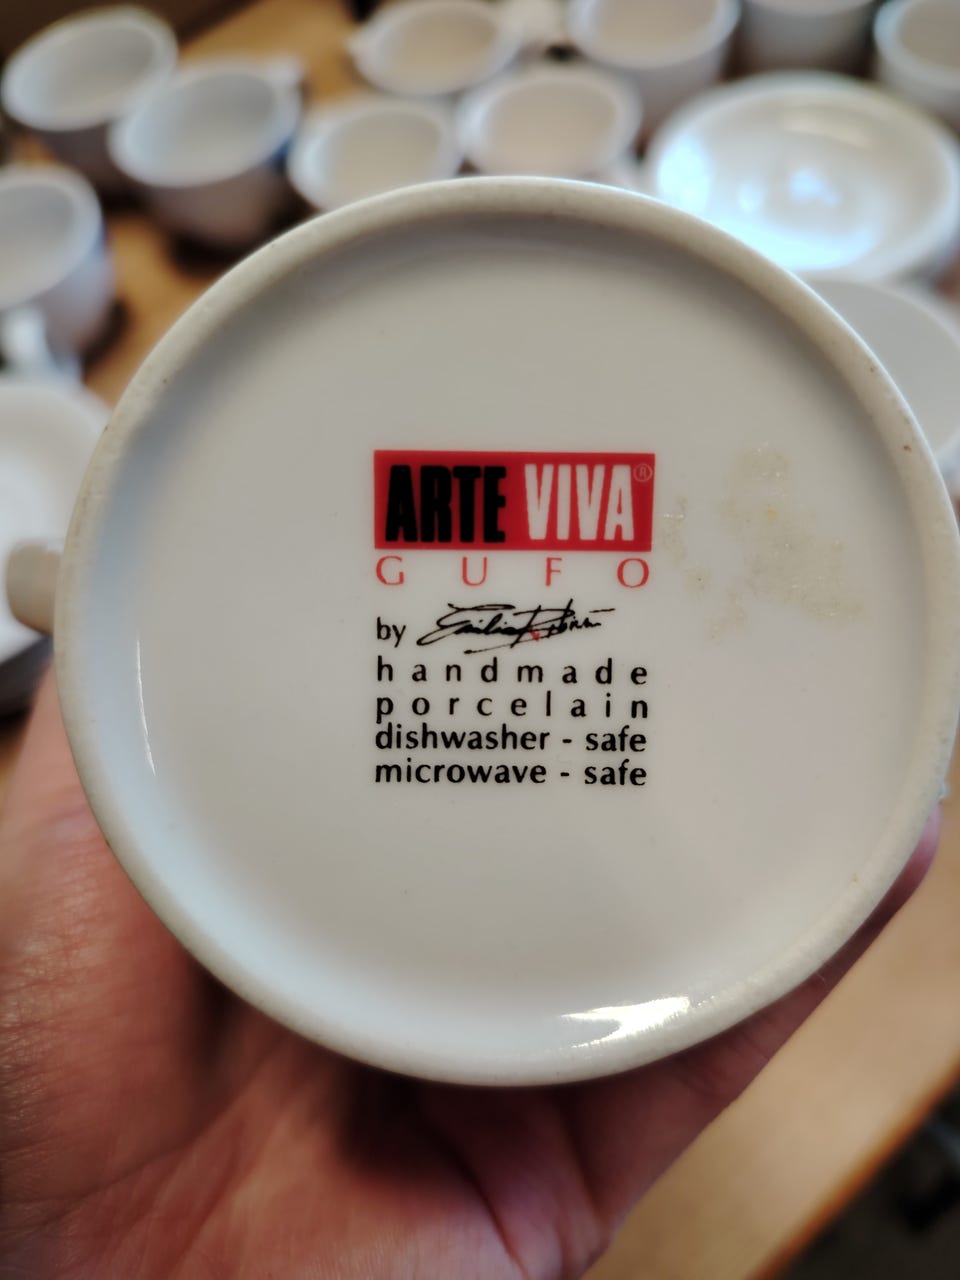 ARTE VIVA®
GUFO
by
handmade
porcelain
dishwasher - safe
microwave - safe